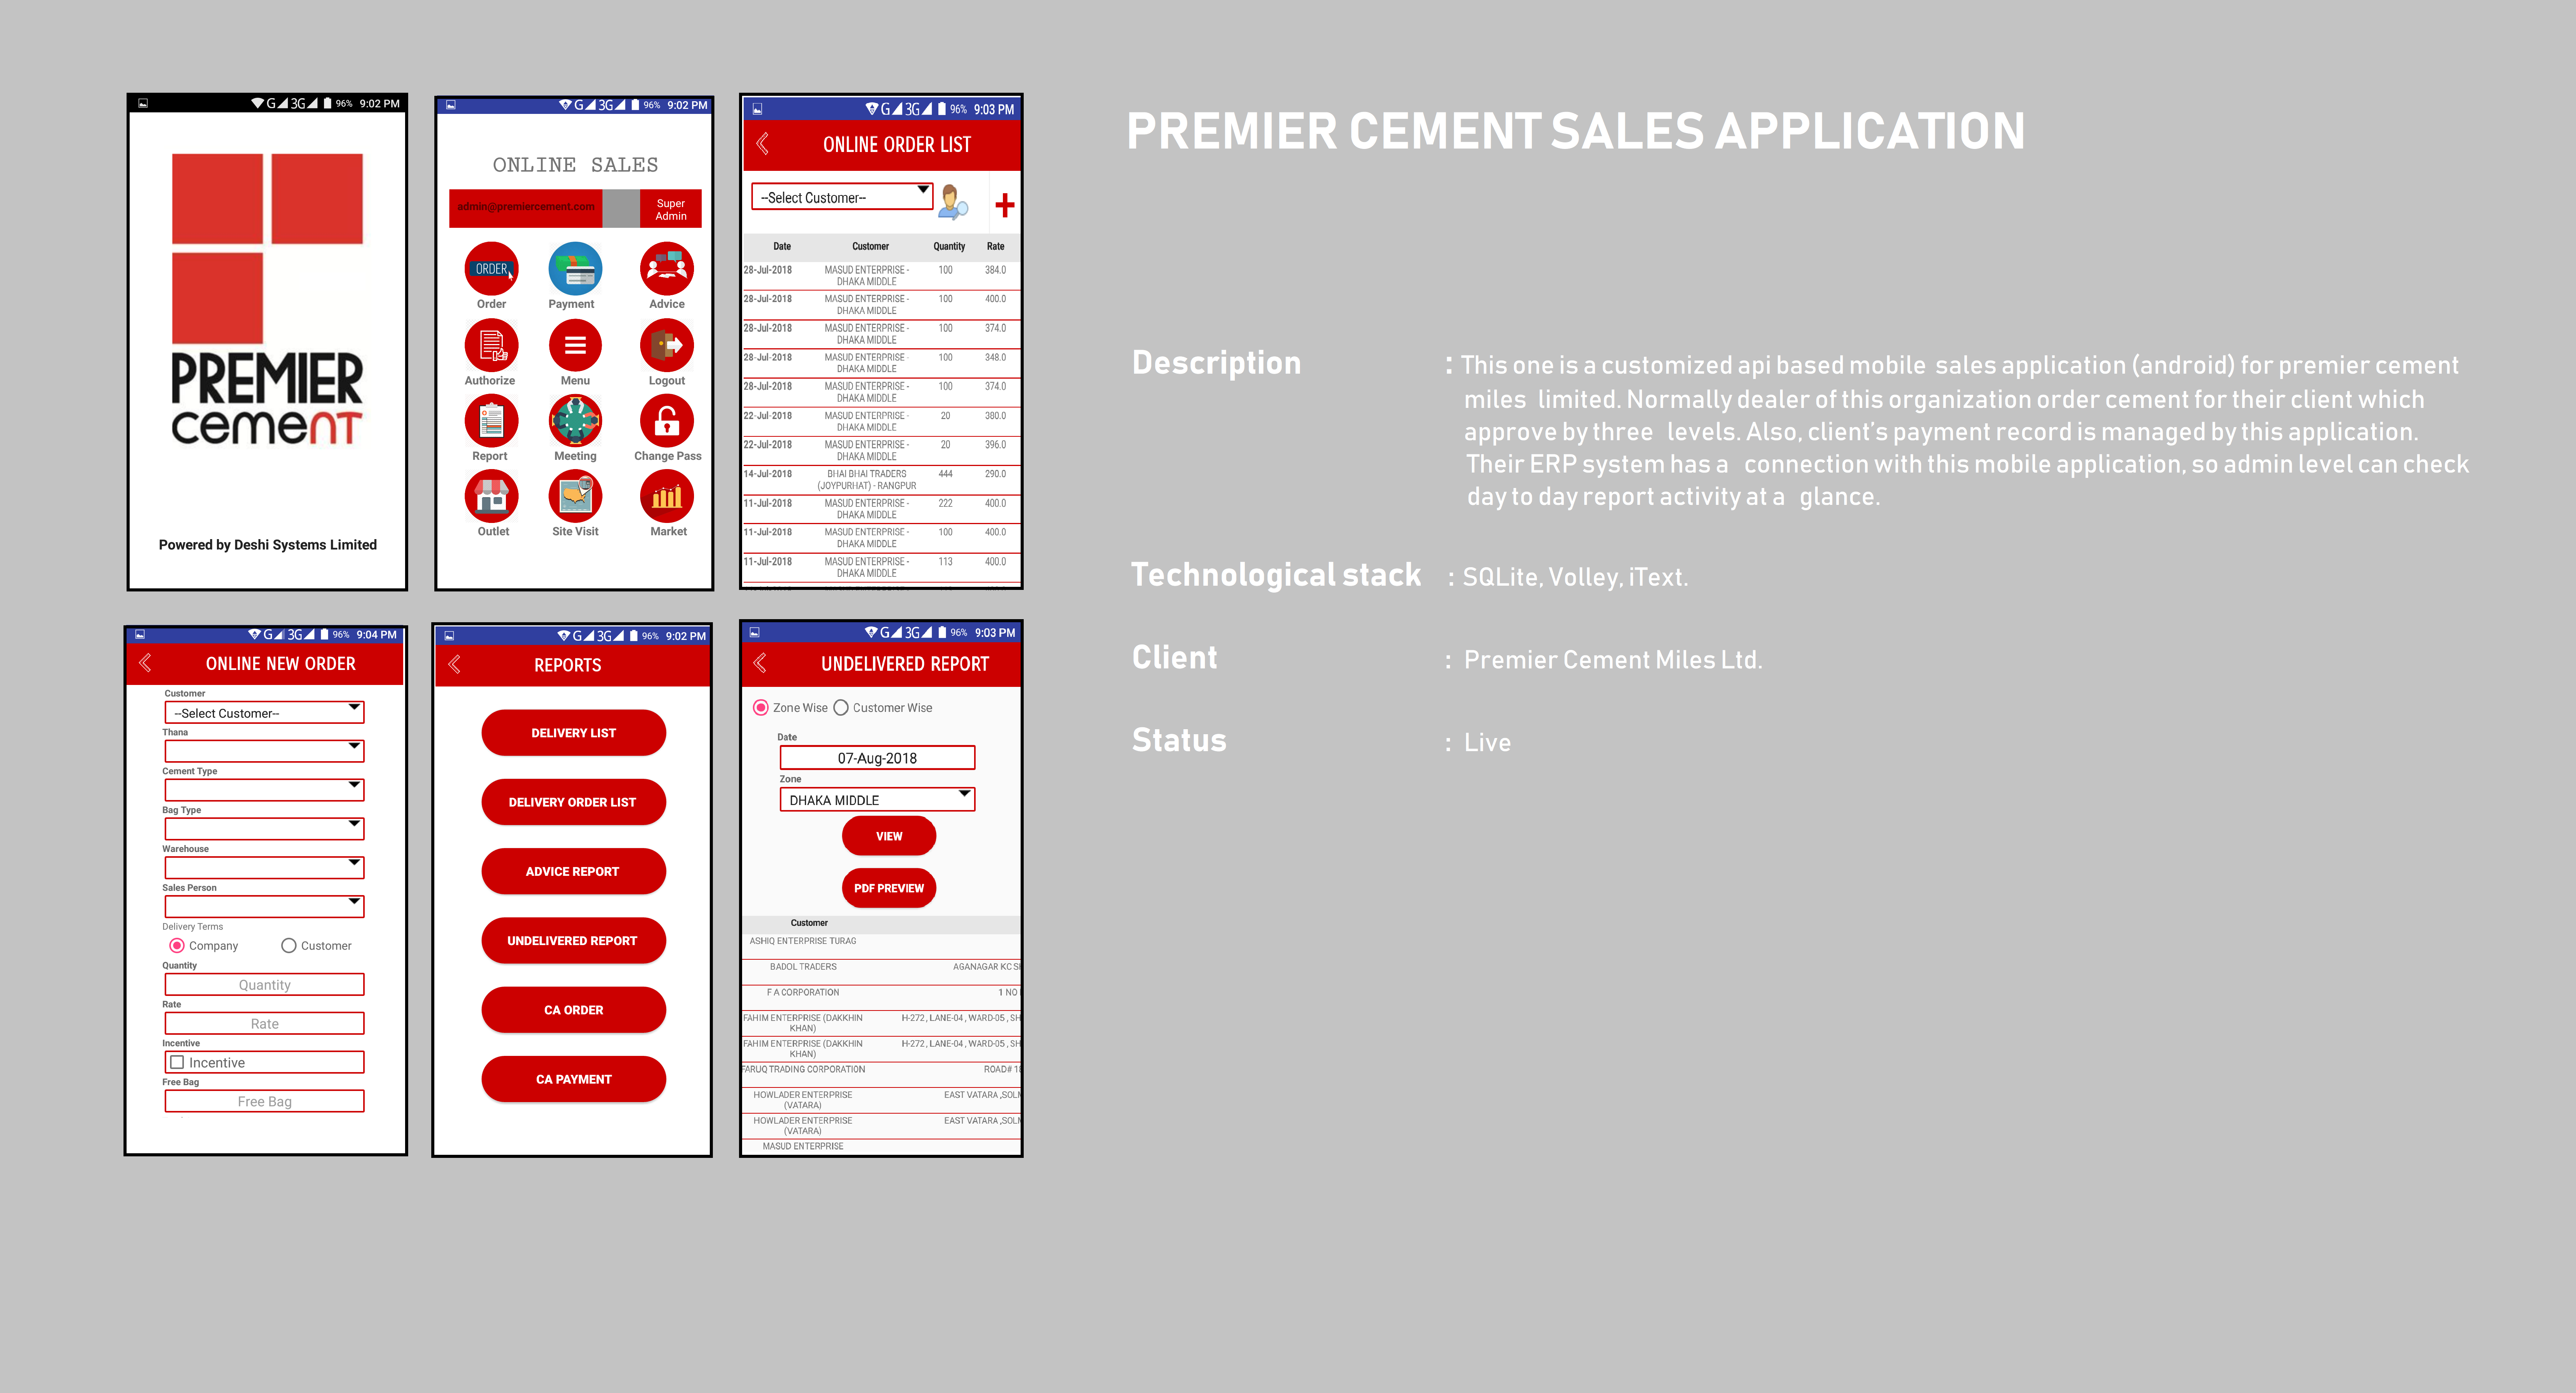 G 3G 96% 9:02 PM
PREMIER
cement
Powered by Deshi Systems Limited
G 3G 96% 9:02 PM
ONLINE SALES
admin@premiercement.com Super
Admin
ORDER
Order Payment Advice
Authorize Menu Logout
Report Meeting Change Pass
Outlet Site Visit Market
G 3G 96% 9:03 PM
ONLINE ORDER LIST
--Select Customer-- +
Date Customer Quantity Rate
28-Jul-2018 MASUD ENTERPRISE - 100 384.0
DHAKA MIDDLE
28-Jul-2018 MASUD ENTERPRISE - 100 400.0
DHAKA MIDDLE
28-Jul-2018 MASUD ENTERPRISE - 100 374.0
DHAKA MIDDLE
28-Jul-2018 MASUD ENTERPRISE - 100 348.0
DHAKA MIDDLE
28-Jul-2018 MASUD ENTERPRISE - 100 374.0
DHAKA MIDDLE
22-Jul-2018 MASUD ENTERPRISE - 20 380.0
DHAKA MIDDLE
22-Jul-2018 MASUD ENTERPRISE - 20 396.0
DHAKA MIDDLE
14-Jul-2018 BHAI BHAI TRADERS 444 290.0
(JOYPURHAT) - RANGPUR
11-Jul-2018 MASUD ENTERPRISE - 222 400.0
DHAKA MIDDLE
11-Jul-2018 MASUD ENTERPRISE - 100 400.0
DHAKA MIDDLE
11-Jul-2018 MASUD ENTERPRISE - 113 400.0
DHAKA MIDDLE
G 3G 96% 9:04 PM
ONLINE NEW ORDER
Customer
--Select Customer--
Thana
Cement Type
Bag Type
Warehouse
Sales Person
Delivery Terms
Company Customer
Quantity
Quantity
Rate
Rate
Incentive
Incentive
Free Bag
Free Bag
G 3G 96% 9:02 PM
REPORTS
DELIVERY LIST
DELIVERY ORDER LIST
ADVICE REPORT
UNDELIVERED REPORT
CA ORDER
CA PAYMENT
G 3G 96% 9:03 PM
UNDELIVERED REPORT
Zone Wise Customer Wise
Date
07-Aug-2018
Zone
DHAKA MIDDLE
VIEW
PDF PREVIEW
Customer
ASHIQ ENTERPRISE TURAG
BADOL TRADERS AGANAGAR KC
F A CORPORATION 1 NO
FAHIM ENTERPRISE (DAKKHIN H-272, LANE-04, WARD-05, SH
KHAN)
FAHIM ENTERPRISE (DAKKHIN H-272, LANE-04, WARD-05, SH
KHAN)
FARUQ TRADING CORPORATION ROAD# 18
HOWLADER ENTERPRISE EAST VATARA ,SOLM
(VATARA)
HOWLADER ENTERPRISE EAST VATARA ,SOLM
(VATARA)
MASUD ENTERPRISE
PREMIER CEMENT SALES APPLICATION
Description : This one is a customized api based mobile sales application (android) for premier cement
miles limited. Normally dealer of this organization order cement for their client which
approve by three levels. Also, client's payment record is managed by this application.
Their ERP system has a connection with this mobile application, so admin level can check
day to day report activity at a glance.
Technological stack : SQLite, Volley, iText.
Client : Premier Cement Miles Ltd.
Status : Live